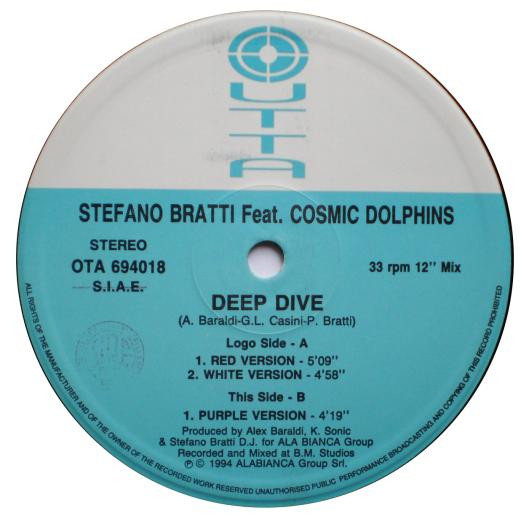 OUTTA
STEFANO BRATTI Feat. COSMIC DOLPHINS
STEREO
OTA 694018
S.I.A.E.
33 rpm 12'' Mix
DEEP DIVE
(A. Baraldi-G.L. Casini-P. Bratti)
Logo Side - A
1. RED VERSION - 5'09''
2. WHITE VERSION - 4'58''
This Side - B
1. PURPLE VERSION - 4'19''
Produced by Alex Baraldi, K. Sonic
& Stefano Bratti D.J. for ALA BIANCA Group
Recorded and Mixed at B.M. Studios
℗ © 1994 ALABIANCA Group Srl.
ALL RIGHTS OF THE MANUFACTURER AND OF THE OWNER OF THE RECORDED WORK RESERVED UNAUTHORISED PUBLIC PERFORMANCE BROADCASTING AND COPYING OF THIS RECORD PROHIBITED